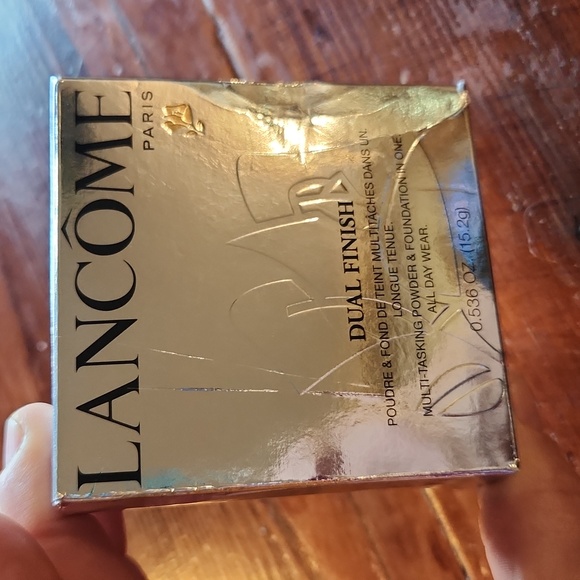 LANCÔME
PARIS
DUAL FINISH
POUDRE & FOND DE TEINT MULTITÂCHES DANS UN.
LONGUE TENUE.
MULTI-TASKING POWDER & FOUNDATION IN ONE.
ALL DAY WEAR.
0.536 OZ. (15.2g)